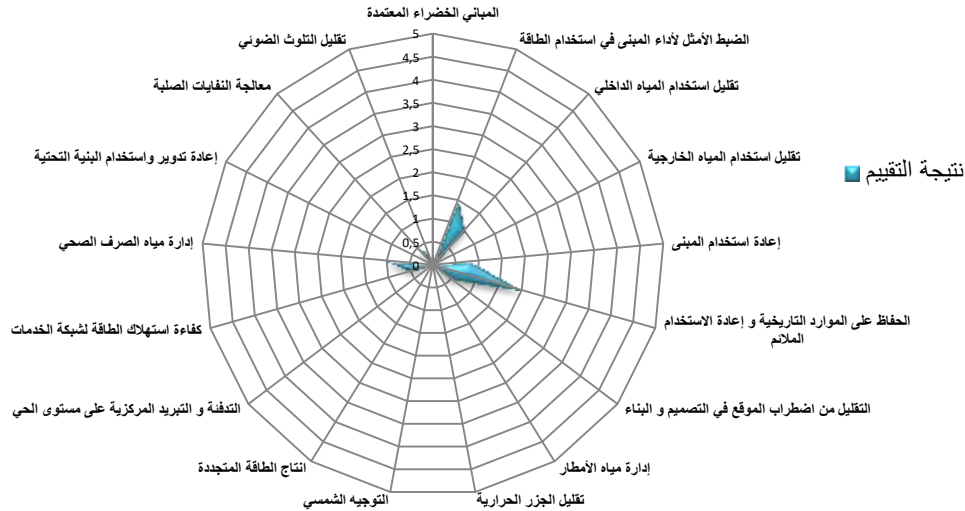 المباني الخضراء المعتمدة
الضبط الأمثل لأداء المبنى في استخدام الطاقة
تقليل استخدام المياه الداخلي
تقليل استخدام المياه الخارجية
إعادة استخدام المبنى
الحفاظ على الموارد التاريخية و إعادة الاستخدام
الملائم
التقليل من اضطراب الموقع في التصميم و البناء
إدارة مياه الأمطار
تقليل الجزر الحرارية
التوجيه الشمسي
انتاج الطاقة المتجددة
التدفئة و التبريد المركزية على مستوى الحي
كفاءة استهلاك الطاقة لشبكة الخدمات
إدارة مياه الصرف الصحي
إعادة تدوير واستخدام البنية التحتية
معالجة النفايات الصلبة
تقليل التلوث الضوئي
5
4,5
4
3,5
3
2,5
2
1,5
1
0,5
0
نتيجة التقييم